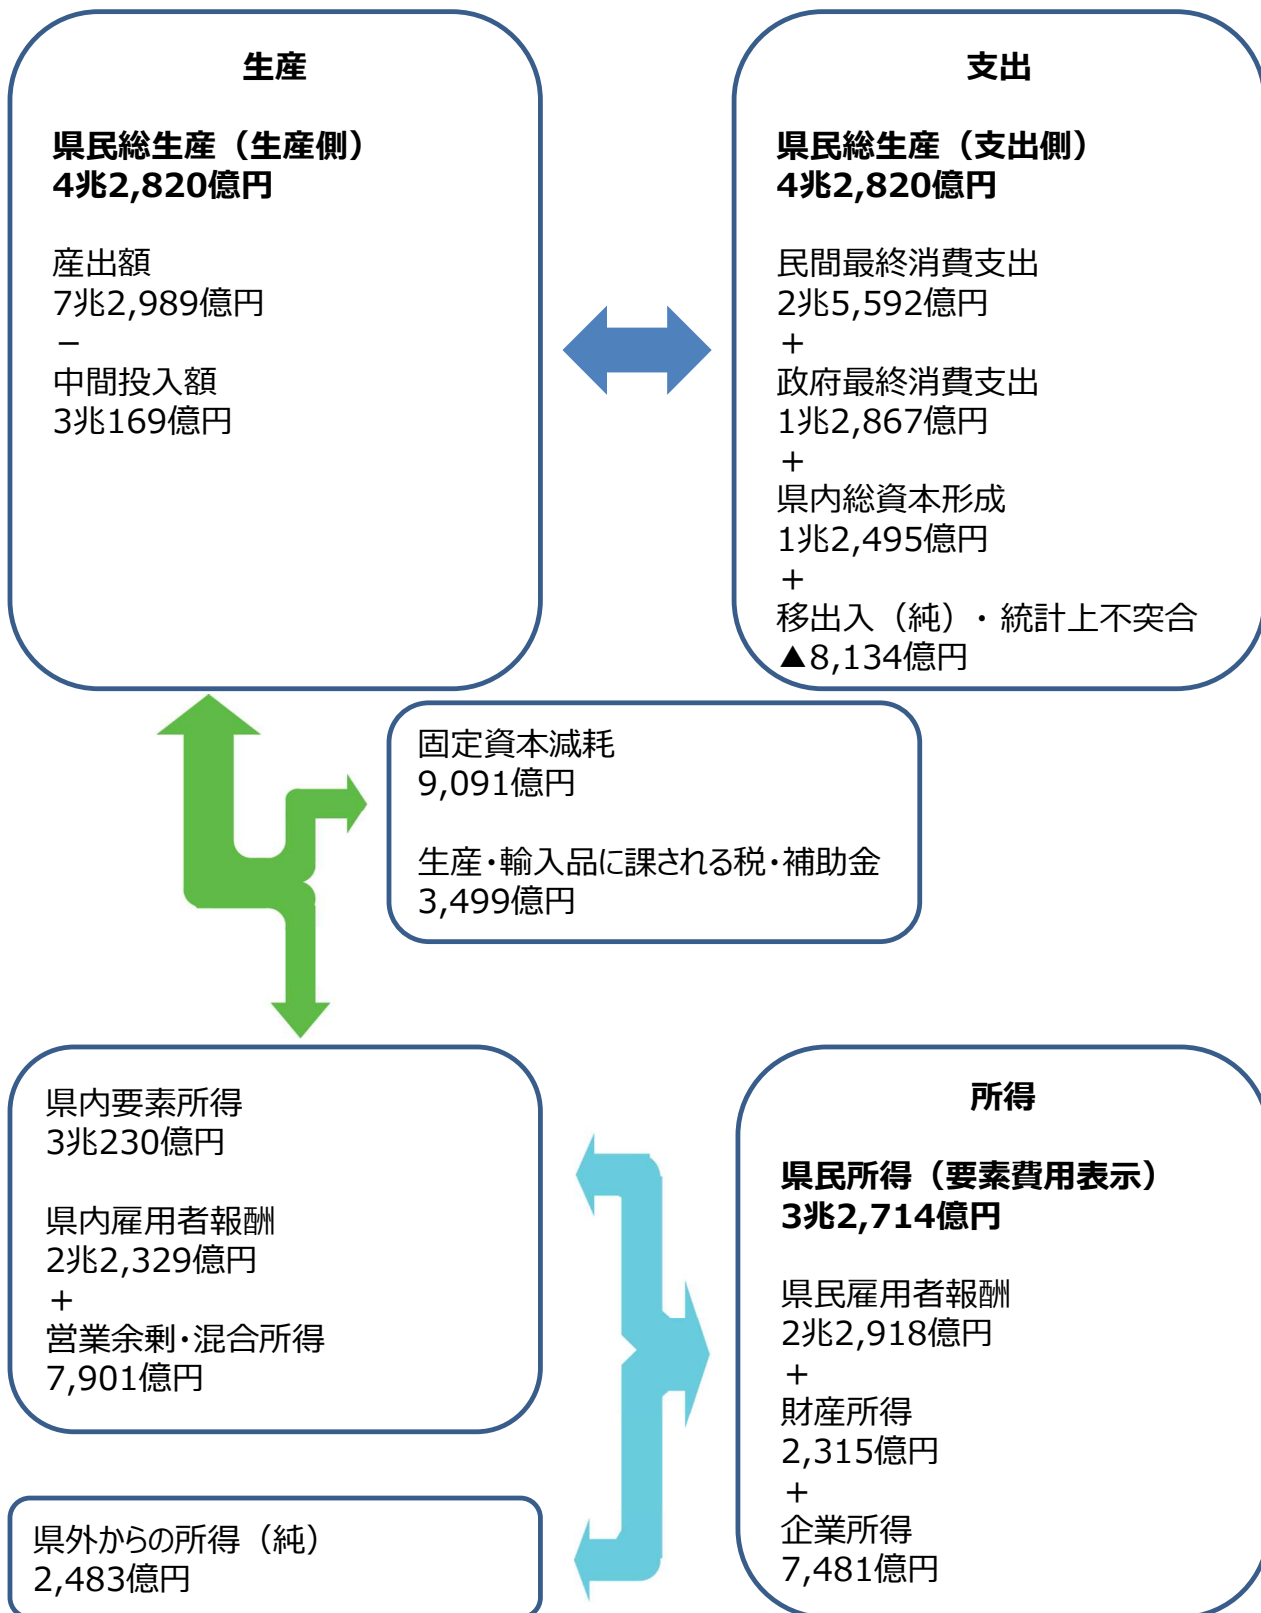 生産
県民総生産（生産側）
4兆2,820億円
産出額
7兆2,989億円
－
中間投入額
3兆169億円
支出
県民総生産（支出側）
4兆2,820億円
民間最終消費支出
2兆5,592億円
＋
政府最終消費支出
1兆2,867億円
＋
県内総資本形成
1兆2,495億円
＋
移出入（純）・統計上不突合
▲8,134億円
固定資本減耗
9,091億円
生産・輸入品に課される税・補助金
3,499億円
県内要素所得
3兆230億円
県内雇用者報酬
2兆2,329億円
＋
営業余剰・混合所得
7,901億円
県外からの所得（純）
2,483億円
所得
県民所得（要素費用表示）
3兆2,714億円
県民雇用者報酬
2兆2,918億円
＋
財産所得
2,315億円
＋
企業所得
7,481億円